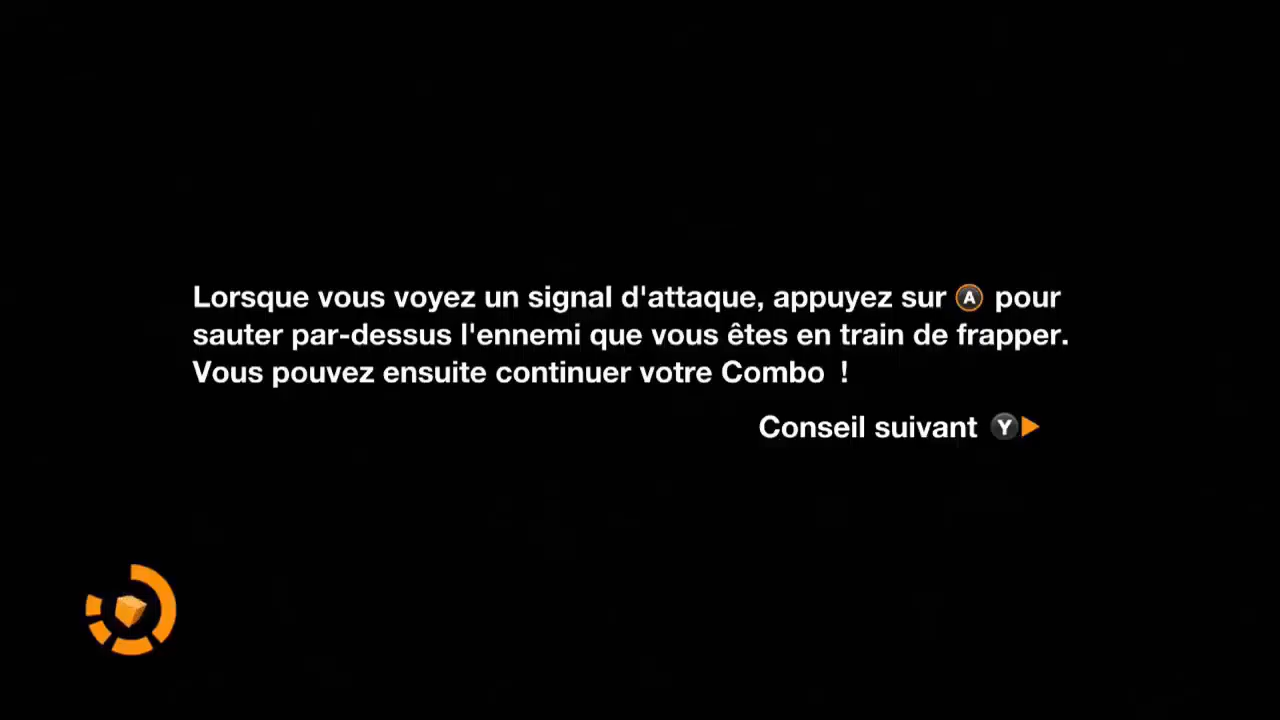 Lorsque vous voyez un signal d'attaque, appuyez sur A pour
sauter par-dessus l'ennemi que vous êtes en train de frapper.
Vous pouvez ensuite continuer votre Combo !
Conseil suivant Y